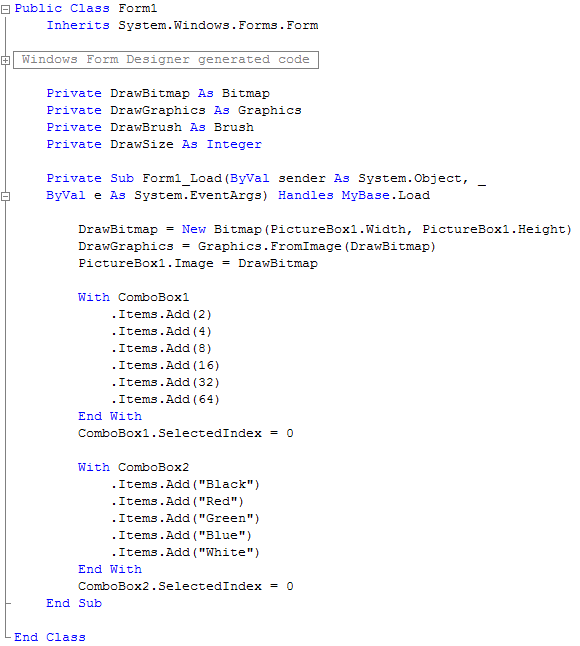 Public Class Form1
    Inherits System.Windows.Forms.Form
Windows Form Designer generated code
    Private DrawBitmap As Bitmap
    Private DrawGraphics As Graphics
    Private DrawBrush As Brush
    Private DrawSize As Integer
    Private Sub Form1_Load(ByVal sender As System.Object, _
    ByVal e As System.EventArgs) Handles MyBase.Load
        DrawBitmap = New Bitmap(PictureBox1.Width, PictureBox1.Height)
        DrawGraphics = Graphics.FromImage(DrawBitmap)
        PictureBox1.Image = DrawBitmap
        With ComboBox1
            .Items.Add(2)
            .Items.Add(4)
            .Items.Add(8)
            .Items.Add(16)
            .Items.Add(32)
            .Items.Add(64)
        End With
        ComboBox1.SelectedIndex = 0
        With ComboBox2
            .Items.Add("Black")
            .Items.Add("Red")
            .Items.Add("Green")
            .Items.Add("Blue")
            .Items.Add("White")
        End With
        ComboBox2.SelectedIndex = 0
    End Sub
End Class